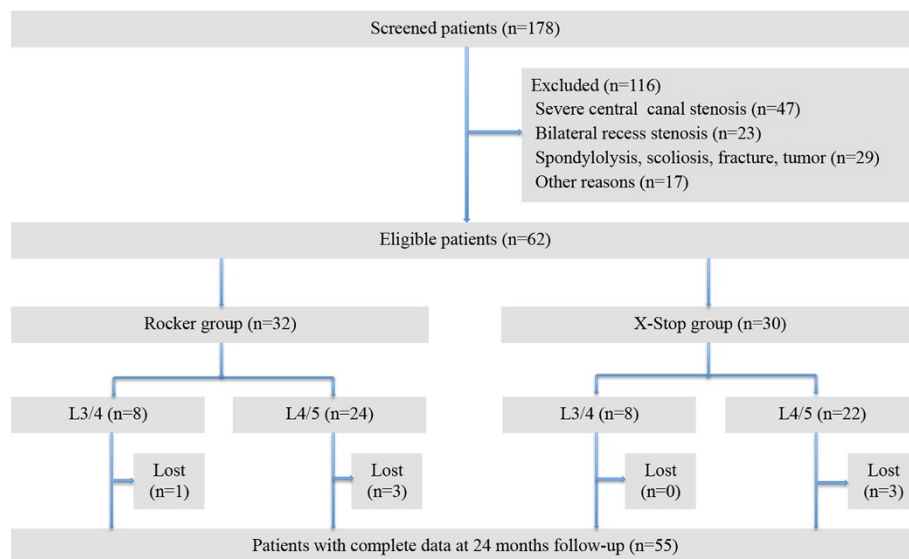 Screened patients (n=178)
Excluded (n=116)
Severe central canal stenosis (n=47)
Bilateral recess stenosis (n=23)
Spondylolysis, scoliosis, fracture, tumor (n=29)
Other reasons (n=17)
Eligible patients (n=62)
Rocker group (n=32)
X-Stop group (n=30)
L3/4 (n=8)
L4/5 (n=24)
L3/4 (n=8)
L4/5 (n=22)
Lost
(n=1)
Lost
(n=3)
Lost
(n=0)
Lost
(n=3)
Patients with complete data at 24 months follow-up (n=55)